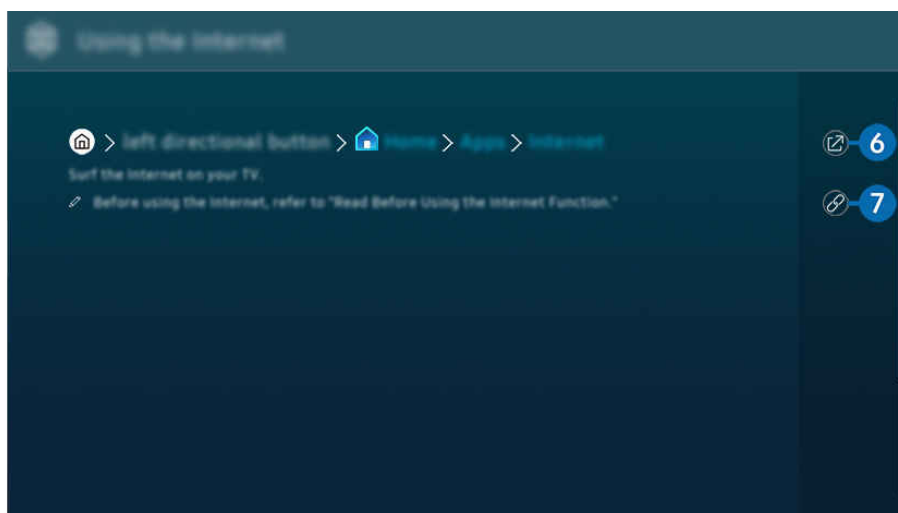 Using the Internet
> left directional button > Home > Apps > Internet
6
Surf the Internet on your TV.
Before using the Internet, refer to "Read Before Using the Internet Function."
7